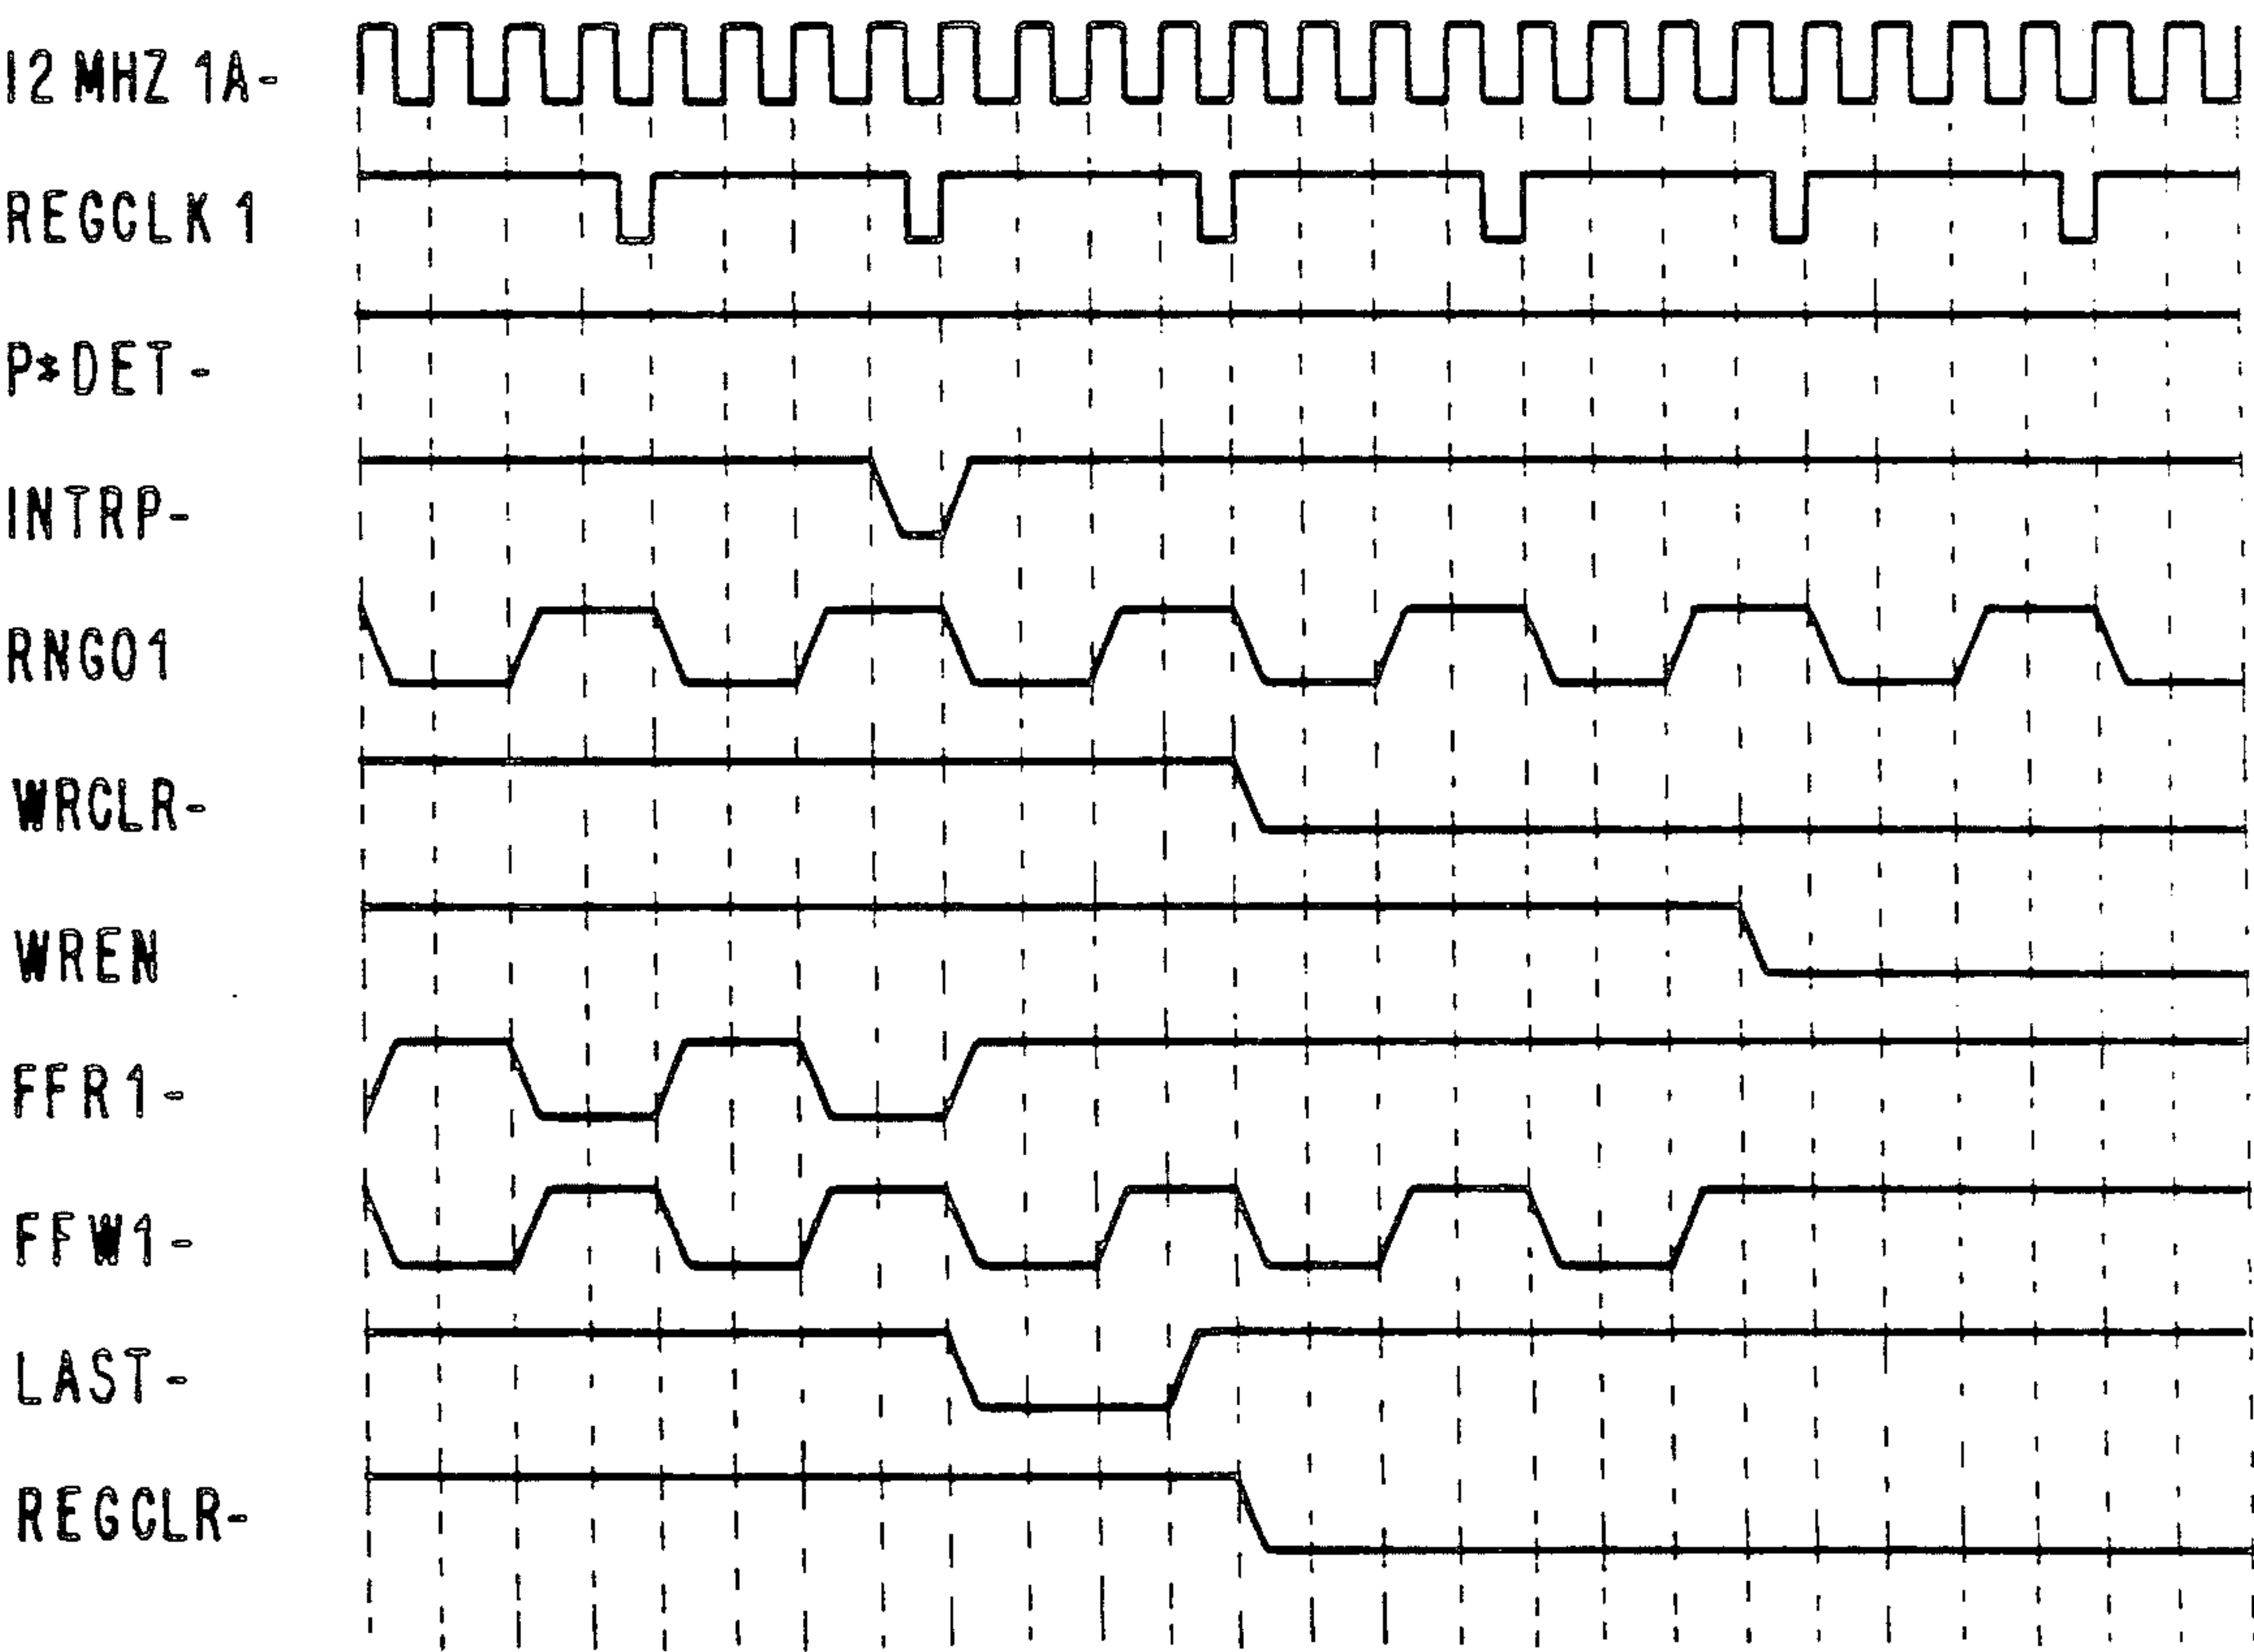 12 MHZ 1A-
REGCLK 1
P*DET-
INTRP-
RNG01
WRCLR-
WREN
FFR1-
FFW1-
LAST-
REGCLR-